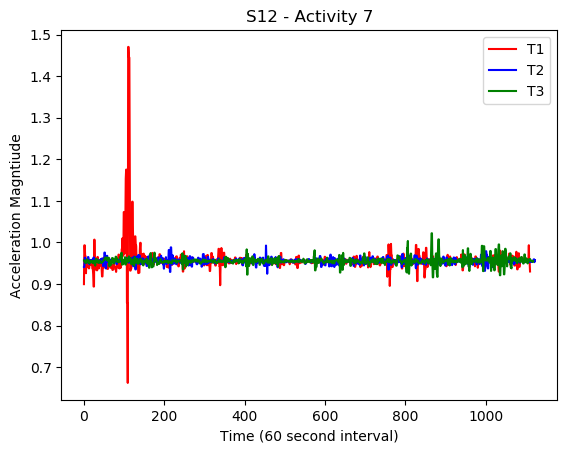 S12 - Activity 7
T1
T2
T3
1.5
1.4
1.3
1.2
1.1
1.0
0.9
0.8
0.7
Acceleration Magntiude
0 200 400 600 800 1000
Time (60 second interval)